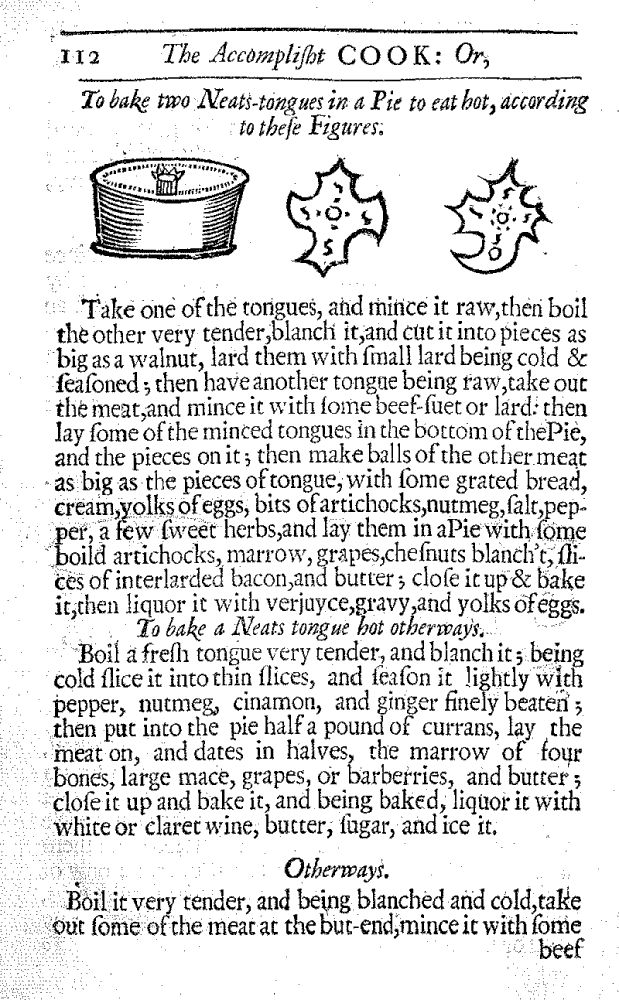 112 The Accompliſht COOK: Or,
To bake two Neats-tongues in a Pie to eat hot, according
to theſe Figures.
Take one of the tongues, and mince it raw,then boil
the other very tender,blanch it,and cut it into pieces as
big as a walnut, lard them with ſmall lard being cold &
ſeaſoned ; then have another tongue being raw,take out
the meat,and mince it with ſome beef-ſuet or lard: then
lay ſome of the minced tongues in the bottom of thePie,
and the pieces on it ; then make balls of the other meat
as big as the pieces of tongue, with ſome grated bread,
cream,yolks of eggs, bits of artichocks,nutmeg,ſalt,pep-
per, a few ſweet herbs,and lay them in aPie with ſome
boild artichocks, marrow, grapes,cheſnuts blanch't, ſli-
ces of interlarded bacon,and butter ; cloſe it up & bake
it,then liquor it with verjuyce,gravy,and yolks of eggs.
To bake a Neats tongue hot otherways.
Boil a freſh tongue very tender, and blanch it ; being
cold ſlice it into thin ſlices, and ſeaſon it lightly with
pepper, nutmeg, cinamon, and ginger finely beaten ;
then put into the pie half a pound of currans, lay the
meat on, and dates in halves, the marrow of four
bones, large mace, grapes, or barberries, and butter ;
cloſe it up and bake it, and being baked, liquor it with
white or claret wine, butter, ſugar, and ice it.
Otherways.
Boil it very tender, and being blanched and cold,take
out ſome of the meat at the but-end,mince it with ſome
beef